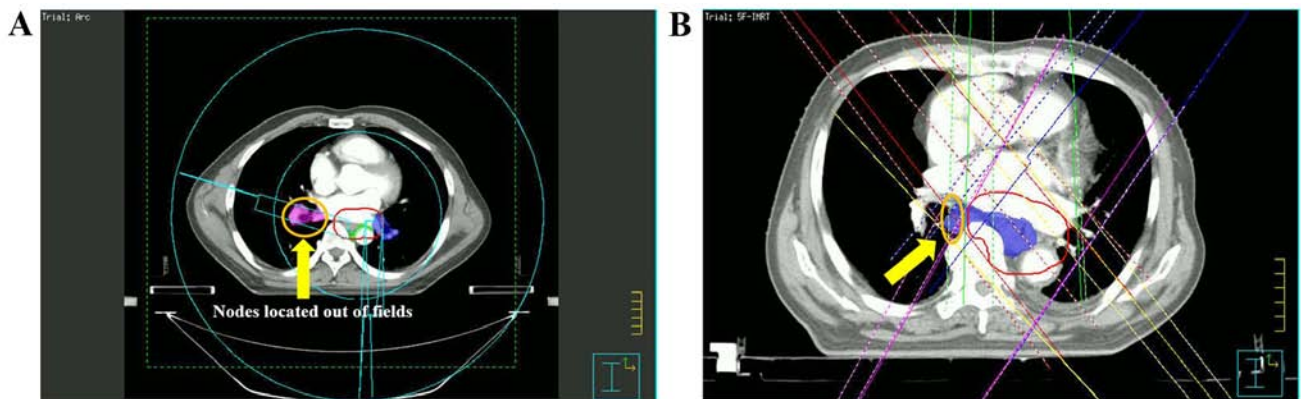 A
Trial: Arc
Nodes located out of fields
B
Trial: 5F-IMRT